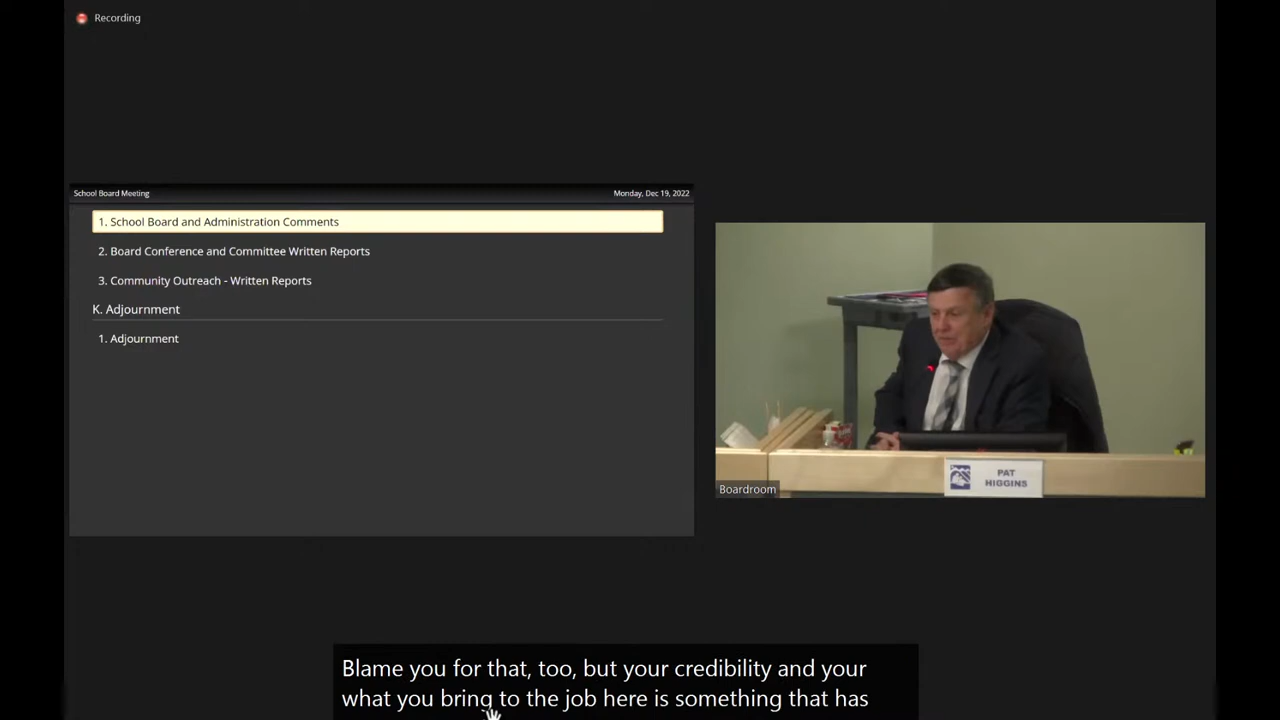 Recording
School Board Meeting
Monday, Dec 19, 2022
1. School Board and Administration Comments
2. Board Conference and Committee Written Reports
3. Community Outreach - Written Reports
K. Adjournment
1. Adjournment
PAT
HIGGINS
Boardroom
Blame you for that, too, but your credibility and your
what you bring to the job here is something that has